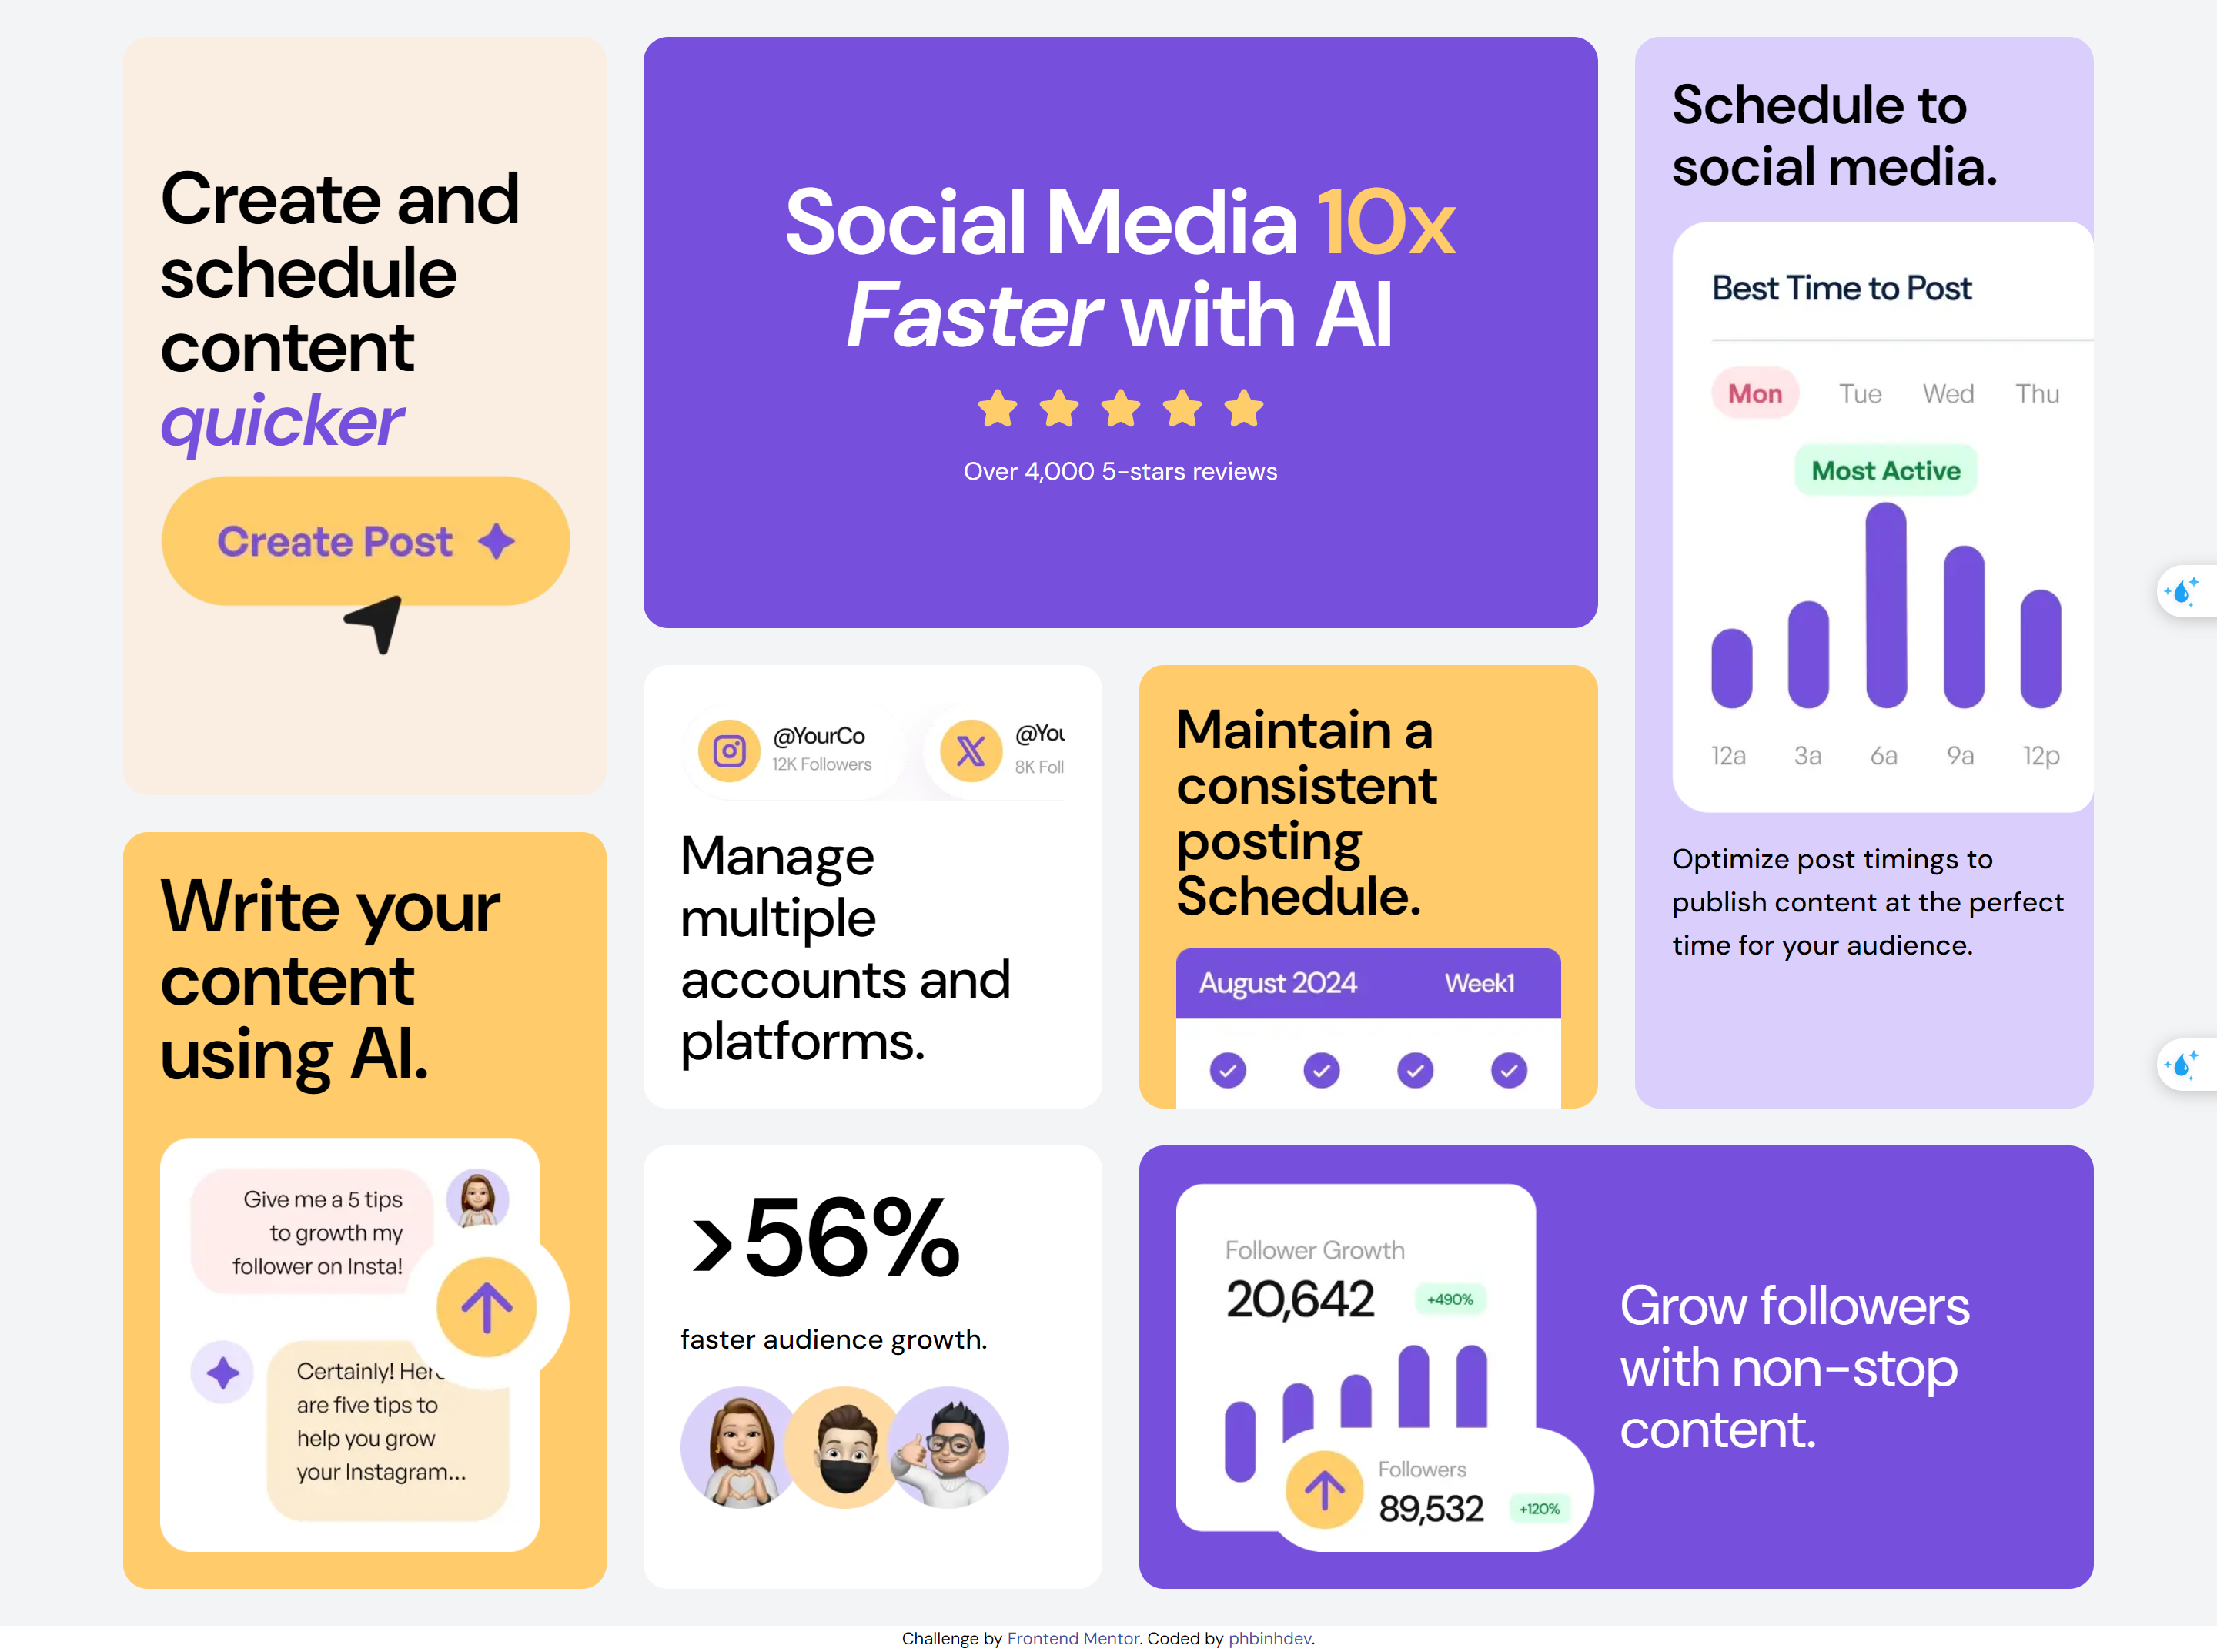 Create and
schedule
content
quicker
Create Post
Social Media 10x
Faster with AI
Over 4,000 5-stars reviews
Schedule to
social media.
Best Time to Post
Mon Tue Wed Thu
Most Active
12a 3a 6a 9a 12p
Optimize post timings to
publish content at the perfect
time for your audience.
@YourCo
12K Followers
@You
8K Foll
Manage
multiple
accounts and
platforms.
Maintain a
consistent
posting
Schedule.
August 2024 Week1
Write your
content
using AI.
Give me a 5 tips
to growth my
follower on Insta!
Certainly! Here
are five tips to
help you grow
your Instagram...
>56%
faster audience growth.
Follower Growth
20,642 +490%
Followers
89,532 +120%
Grow followers
with non-stop
content.
Challenge by Frontend Mentor. Coded by phbinhdev.